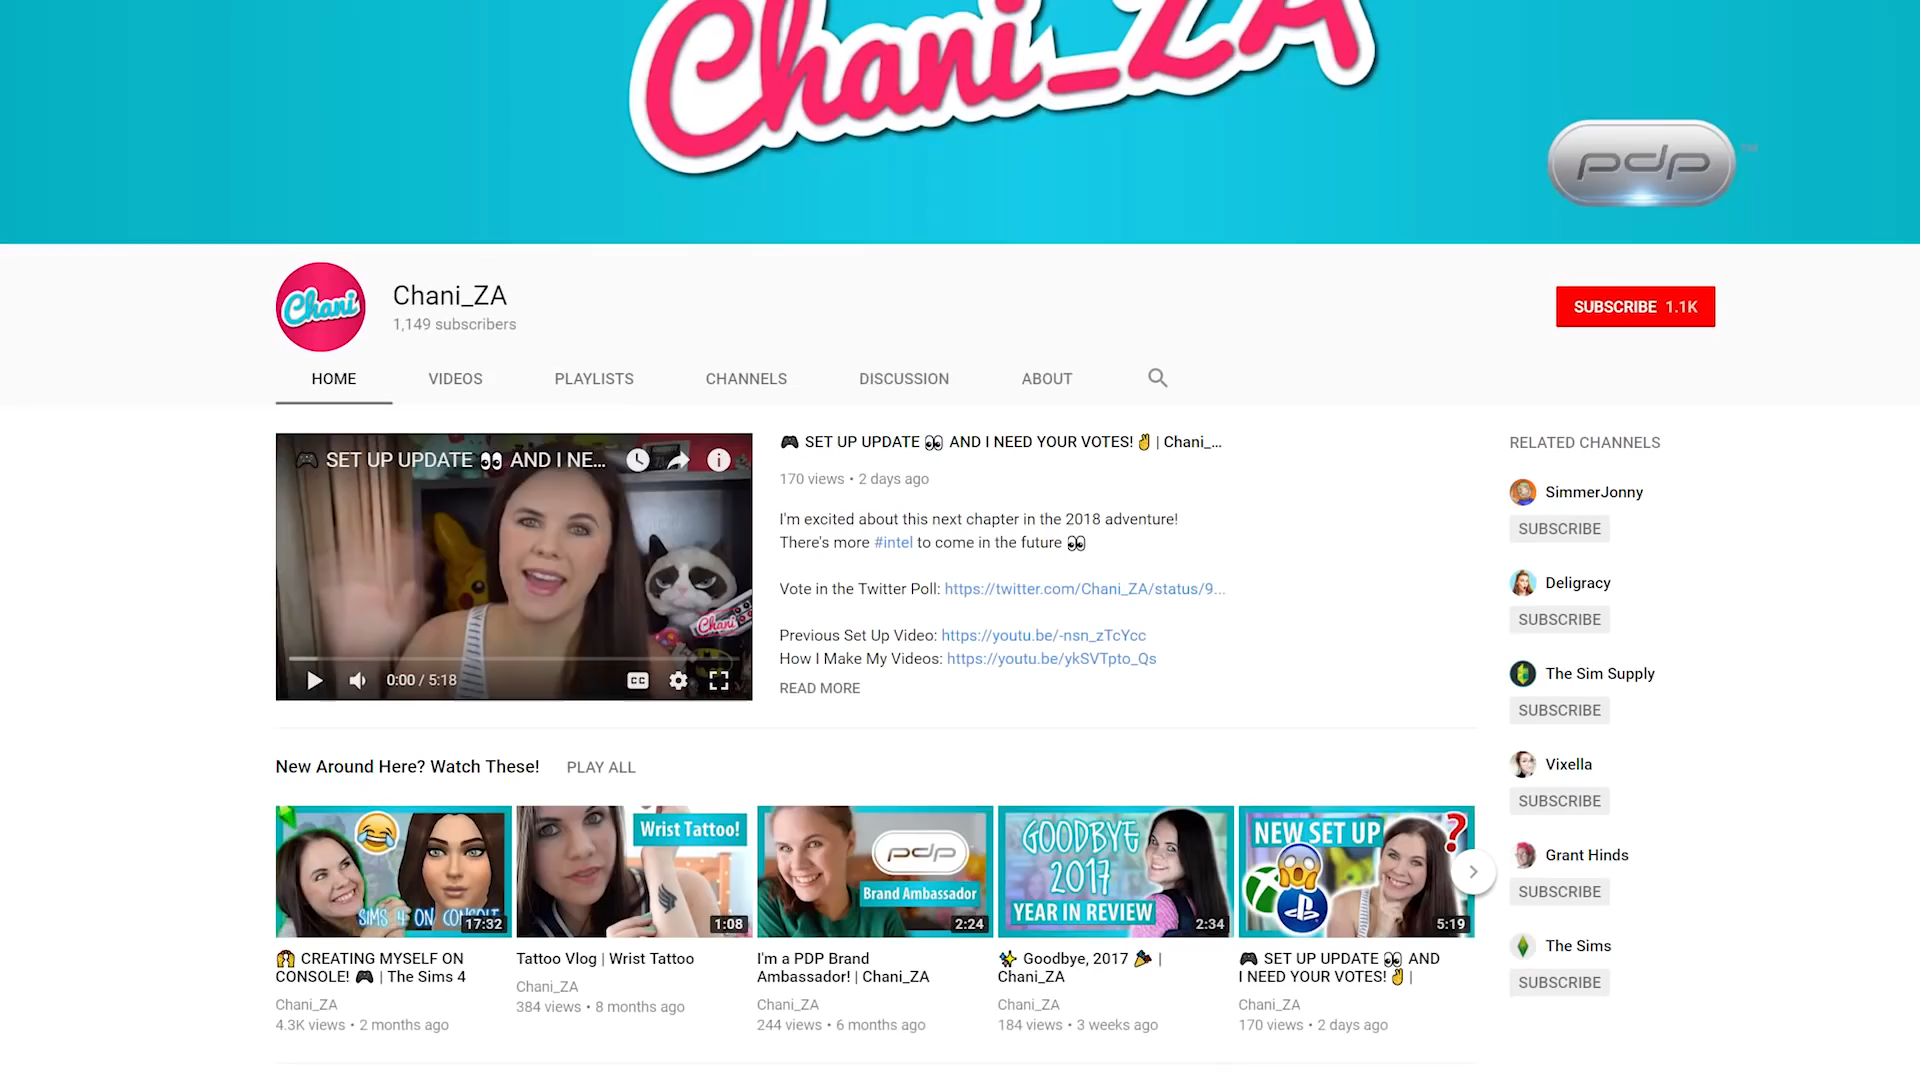 Chani_ZA
pdp
TM
Chani
Chani_ZA
1,149 subscribers
SUBSCRIBE 1.1K
HOME
VIDEOS
PLAYLISTS
CHANNELS
DISCUSSION
ABOUT
🎮 SET UP UPDATE 👀 AND I NE...
Chani
0:00 / 5:18
CC
🎮 SET UP UPDATE 👀 AND I NEED YOUR VOTES! ✌ | Chani_...
170 views • 2 days ago
I'm excited about this next chapter in the 2018 adventure!
There's more #intel to come in the future 👀
Vote in the Twitter Poll: https://twitter.com/Chani_ZA/status/9...
Previous Set Up Video: https://youtu.be/-nsn_zTcYcc
How I Make My Videos: https://youtu.be/ykSVTpto_Qs
READ MORE
RELATED CHANNELS
SimmerJonny
SUBSCRIBE
Deligracy
SUBSCRIBE
The Sim Supply
SUBSCRIBE
Vixella
SUBSCRIBE
Grant Hinds
SUBSCRIBE
The Sims
SUBSCRIBE
New Around Here? Watch These!
PLAY ALL
SIMS 4 ON CONSOLE
17:32
CREATING MYSELF ON
CONSOLE! 🎮 | The Sims 4
Chani_ZA
4.3K views • 2 months ago
Wrist Tattoo!
1:08
Tattoo Vlog | Wrist Tattoo
Chani_ZA
384 views • 8 months ago
pdp
Brand Ambassador
2:24
I'm a PDP Brand
Ambassador! | Chani_ZA
Chani_ZA
244 views • 6 months ago
GOODBYE
2017
YEAR IN REVIEW
2:34
✨ Goodbye, 2017 🎉 |
Chani_ZA
Chani_ZA
184 views • 3 weeks ago
NEW SET UP
?
5:19
🎮 SET UP UPDATE 👀 AND
I NEED YOUR VOTES! ✌ |
Chani_ZA
170 views • 2 days ago